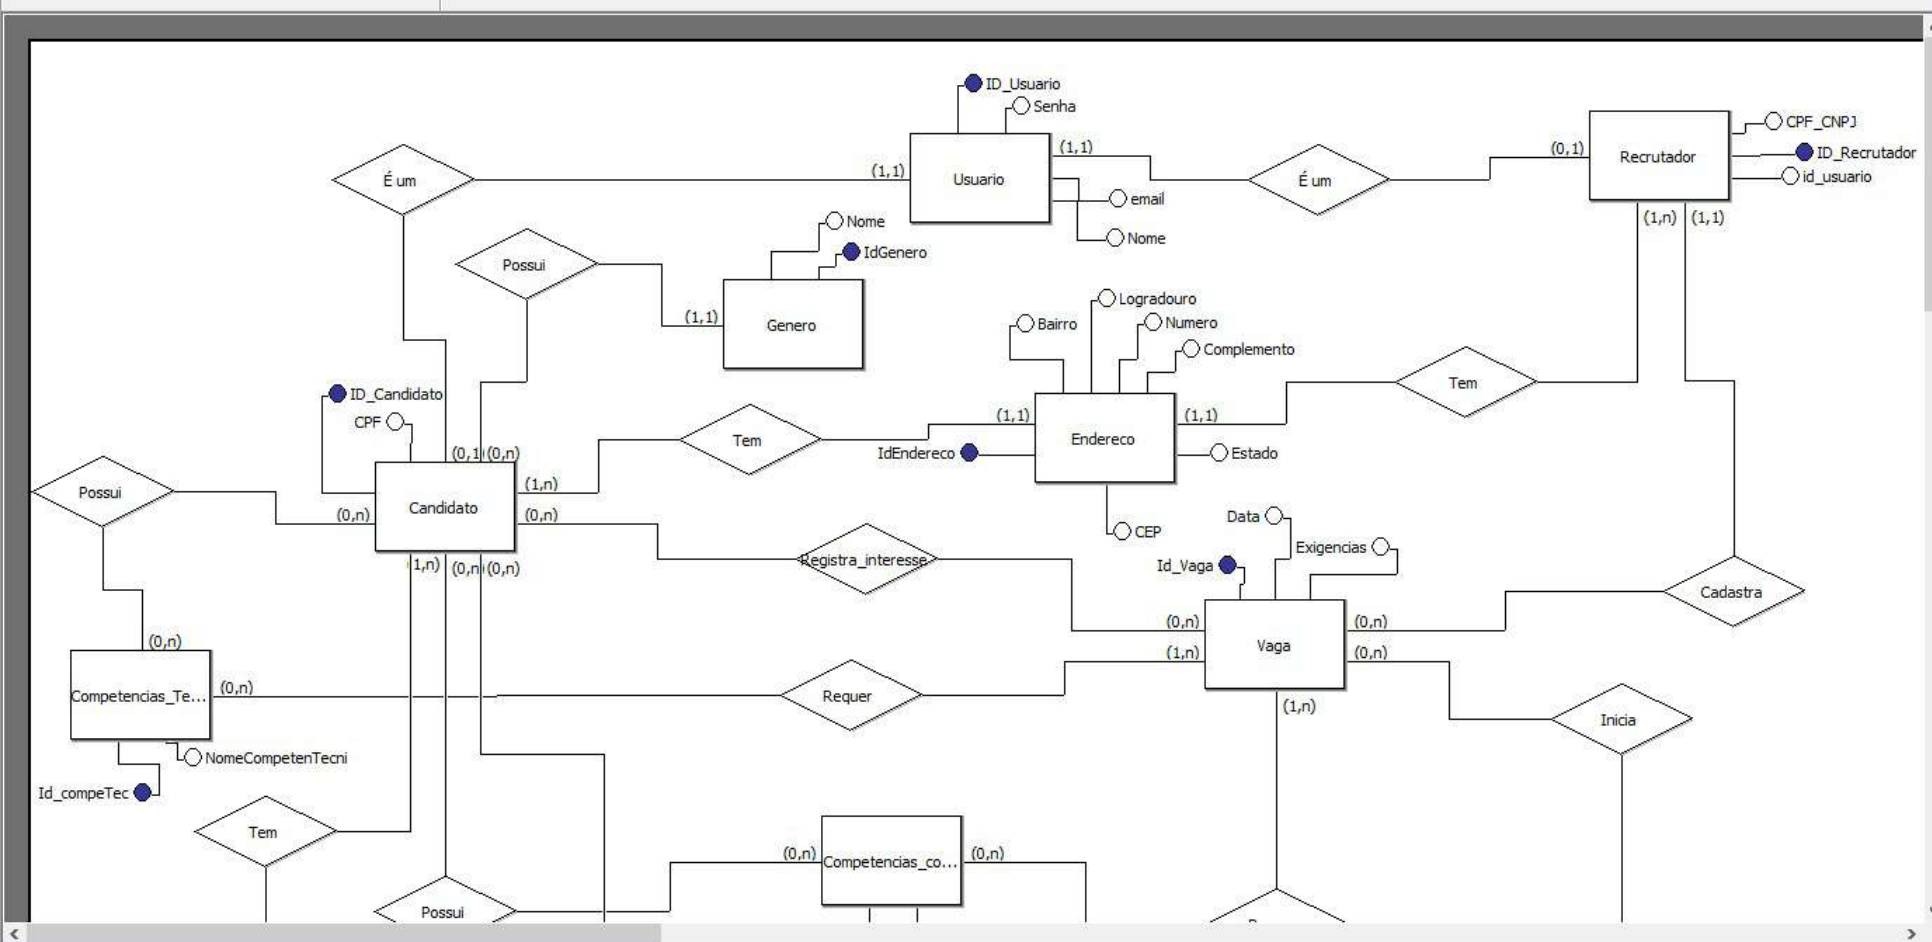 ID_Usuario
Senha
CPF_CNPJ
ID_Recrutador
id_usuario
É um
(1,1)
Usuario
(1,1)
É um
(0,1)
Recrutador
email
Nome
(1,n)
(1,1)
Nome
IdGenero
Possui
(1,1)
Genero
Logradouro
Bairro
Numero
Complemento
Tem
ID_Candidato
CPF
(0,1)
(0,n)
(1,n)
Tem
(1,1)
Endereco
(1,1)
IdEndereco
Estado
CEP
Possui
(0,n)
Candidato
(0,n)
1,n)
(0,n)
(0,n)
Registra_interesse
Data
Exigencias
Id_Vaga
Cadastra
(0,n)
(0,n)
Vaga
(1,n)
(0,n)
(1,n)
(0,n)
Competencias_Te...
(0,n)
Requer
Inicia
NomeCompetenTecni
Id_compeTec
Tem
(0,n)
Competencias_co...
(0,n)
Possui